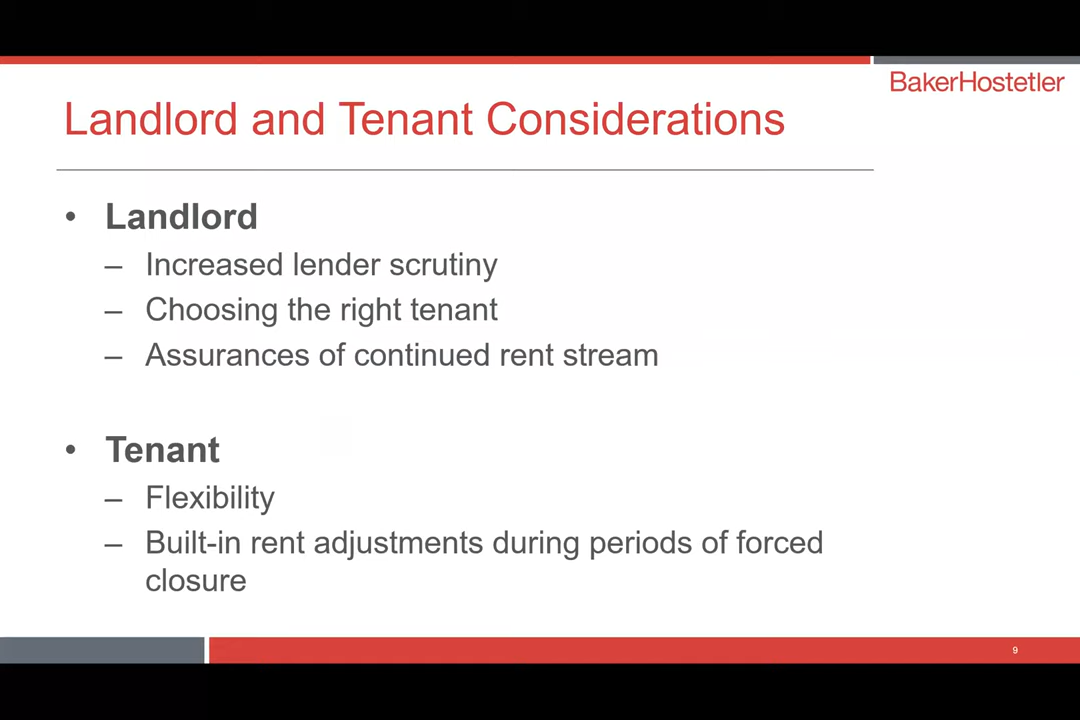 BakerHostetler
Landlord and Tenant Considerations
• Landlord
– Increased lender scrutiny
– Choosing the right tenant
– Assurances of continued rent stream
• Tenant
– Flexibility
– Built-in rent adjustments during periods of forced
closure
9